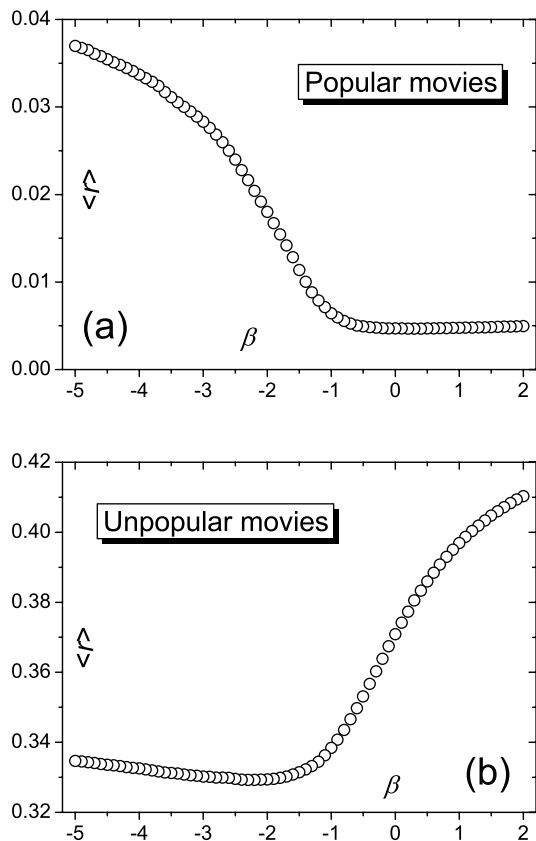 0.04
Popular movies
0.03
<r>
0.02
0.01
(a)
β
0.00
-5 -4 -3 -2 -1 0 1 2
0.42
Unpopular movies
0.40
0.38
<r>
0.36
0.34
β
(b)
0.32
-5 -4 -3 -2 -1 0 1 2